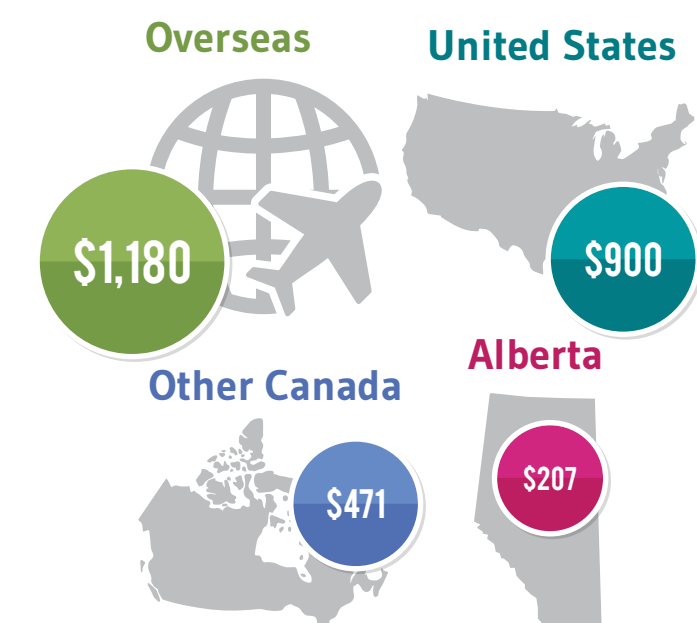 Overseas
$1,180
United States
$900
Other Canada
$471
Alberta
$207